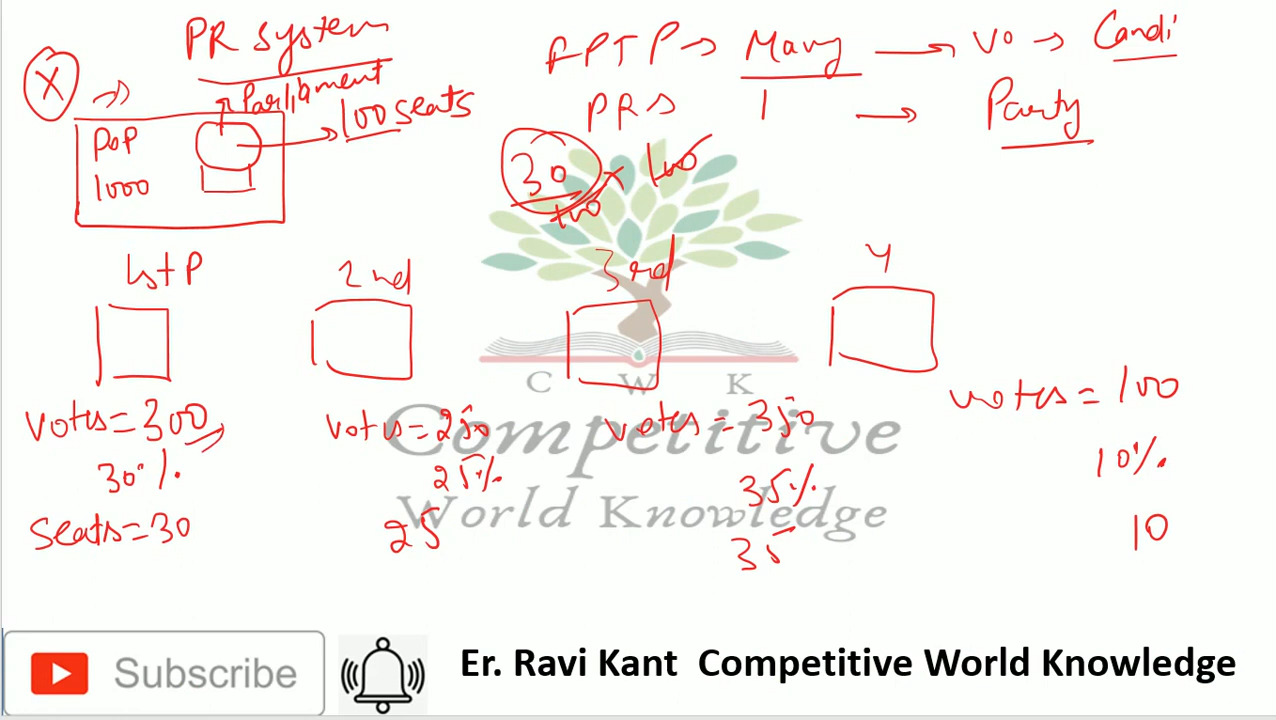 PR system
FPTP → Many → vo → Candi
X →
Parliament
100 seats
PRS 1 → Party
POP
1000
30 × 100
100
1st P 2nd 3rd 4
C W K
votes = 100
Votes = 300 votes = 250 votes = 350
Competitive
10%
30% 25% 35%
World Knowledge
Seats = 30 25 35 10
Subscribe
Er. Ravi Kant Competitive World Knowledge